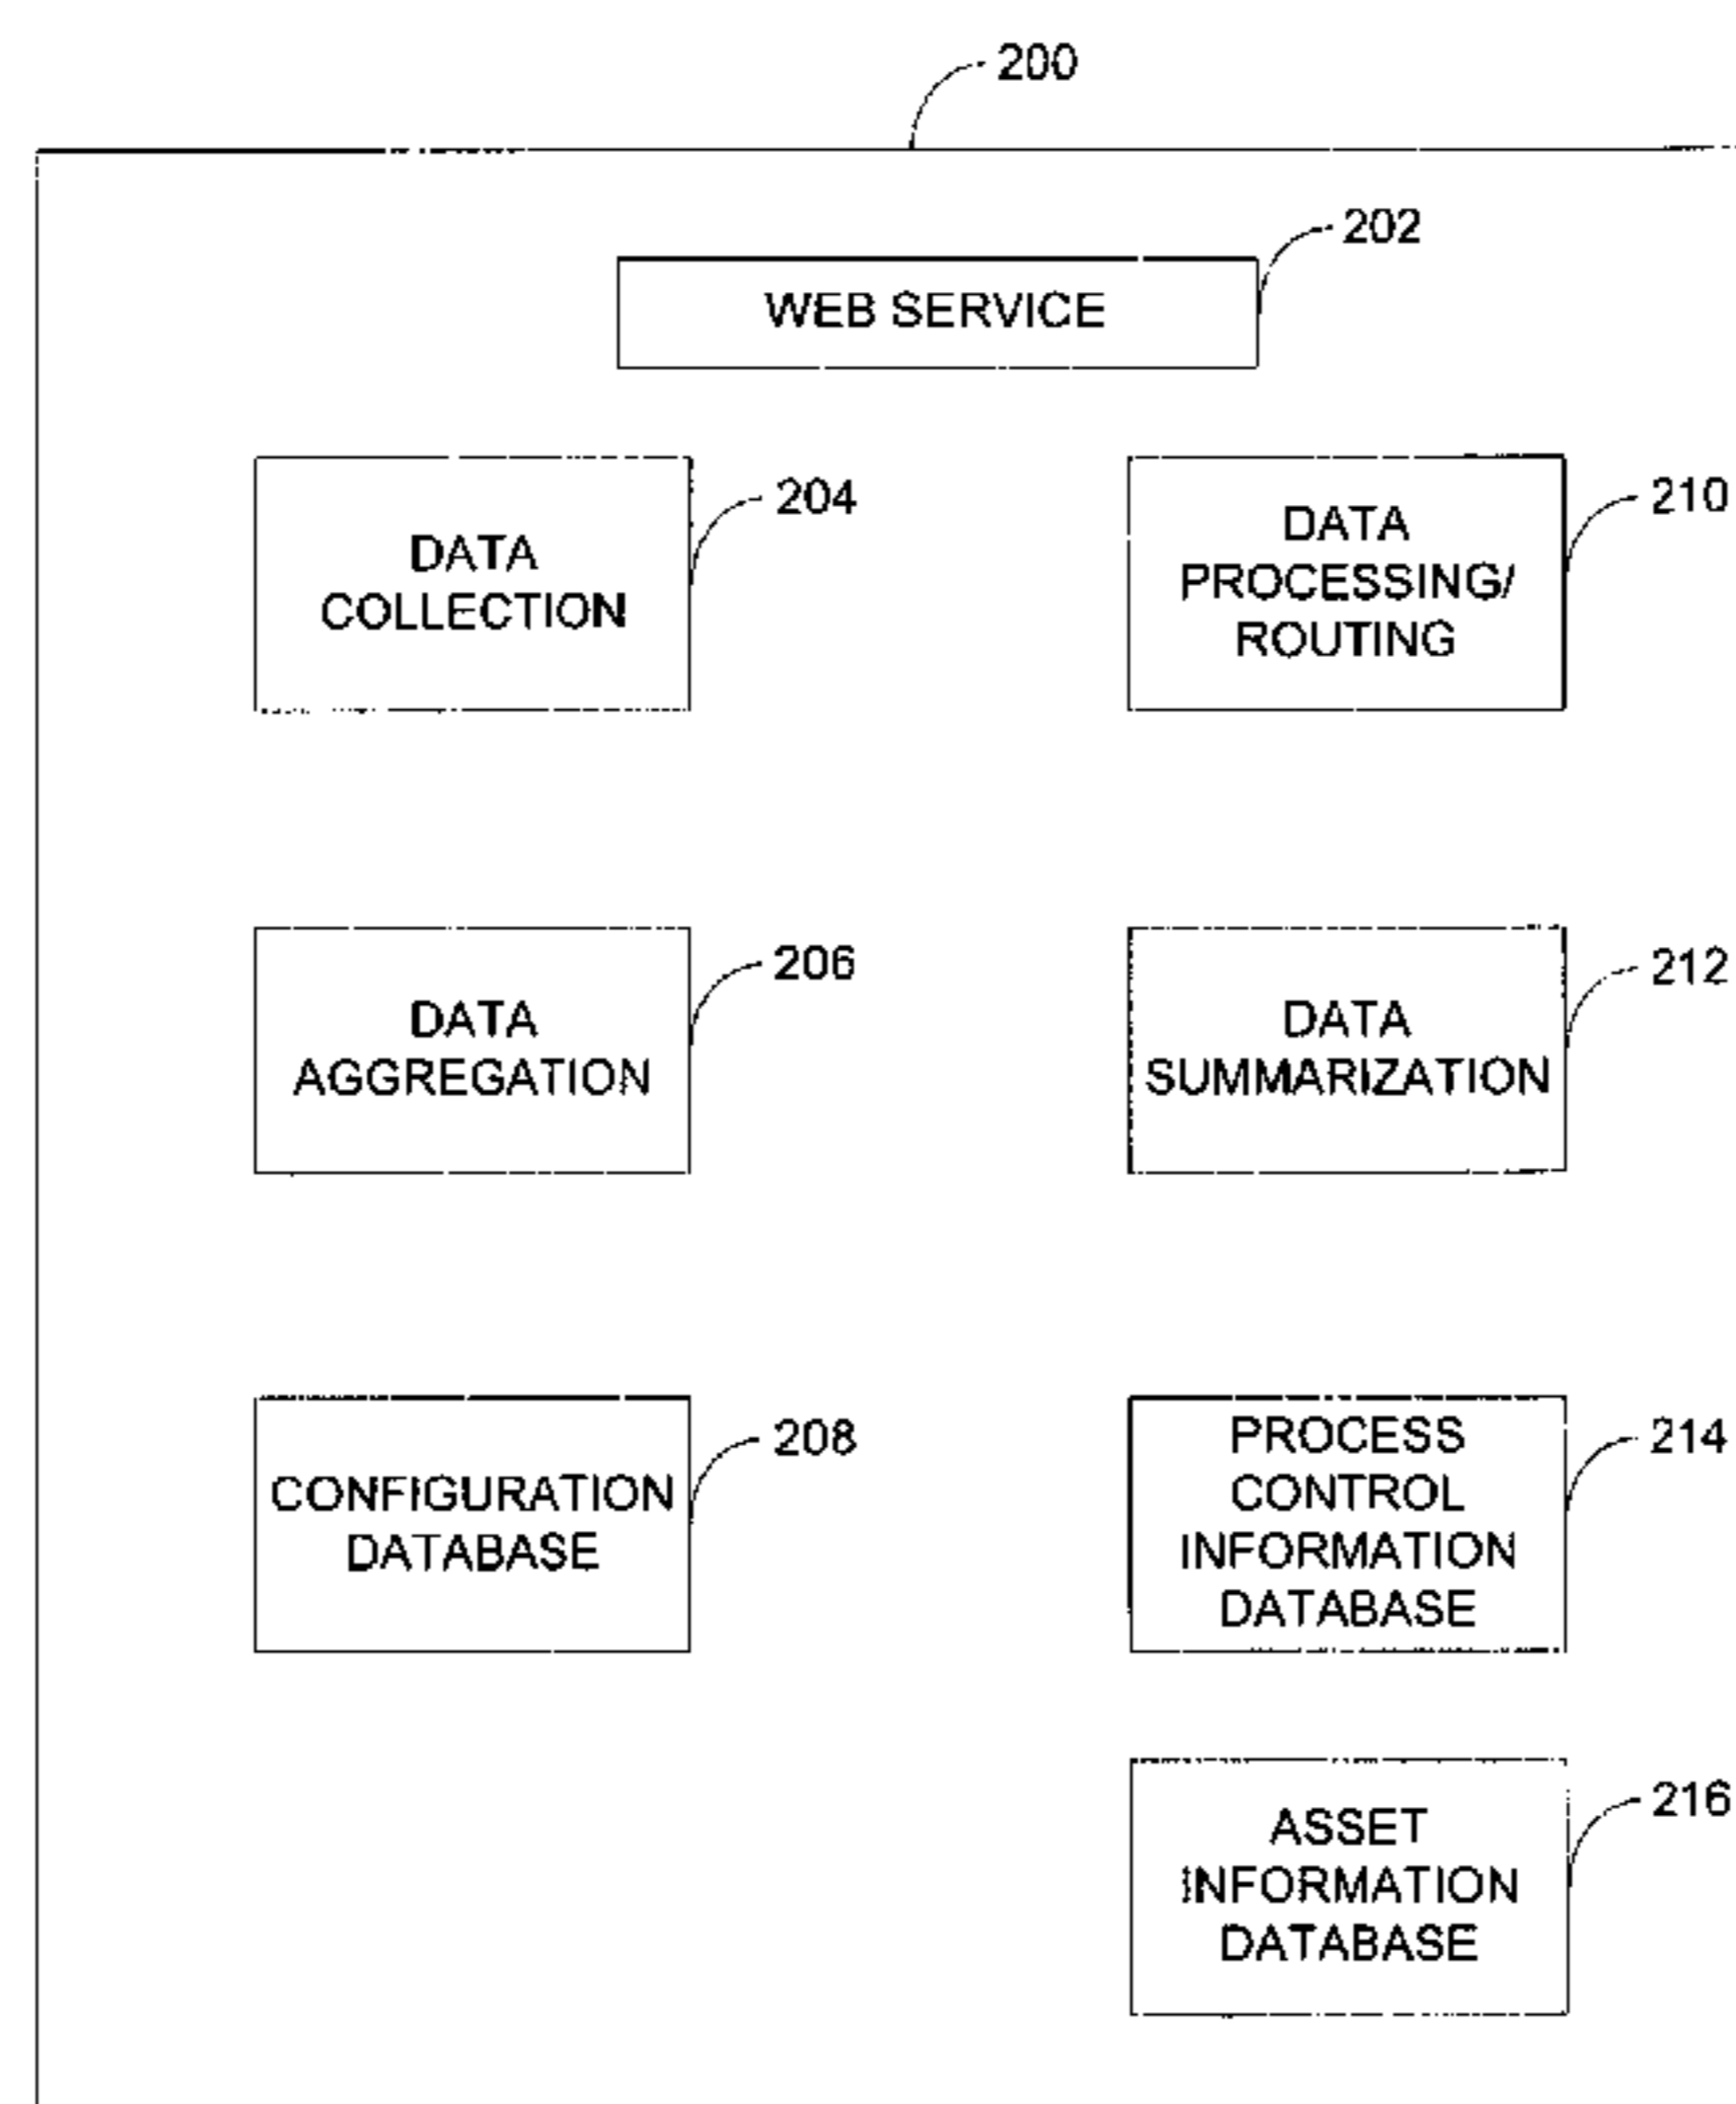 200
202
WEB SERVICE
204
DATA
COLLECTION
210
DATA
PROCESSING/
ROUTING
206
DATA
AGGREGATION
212
DATA
SUMMARIZATION
208
CONFIGURATION
DATABASE
214
PROCESS
CONTROL
INFORMATION
DATABASE
216
ASSET
INFORMATION
DATABASE